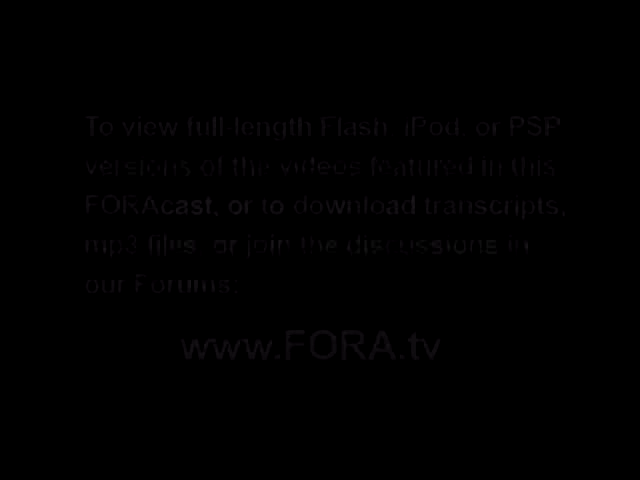 To view full-length Flash, iPod, or PSP
versions of the videos featured in this
FORAcast, or to download transcripts,
mp3 files, or join the discussions in
our Forums:
www.FORA.tv